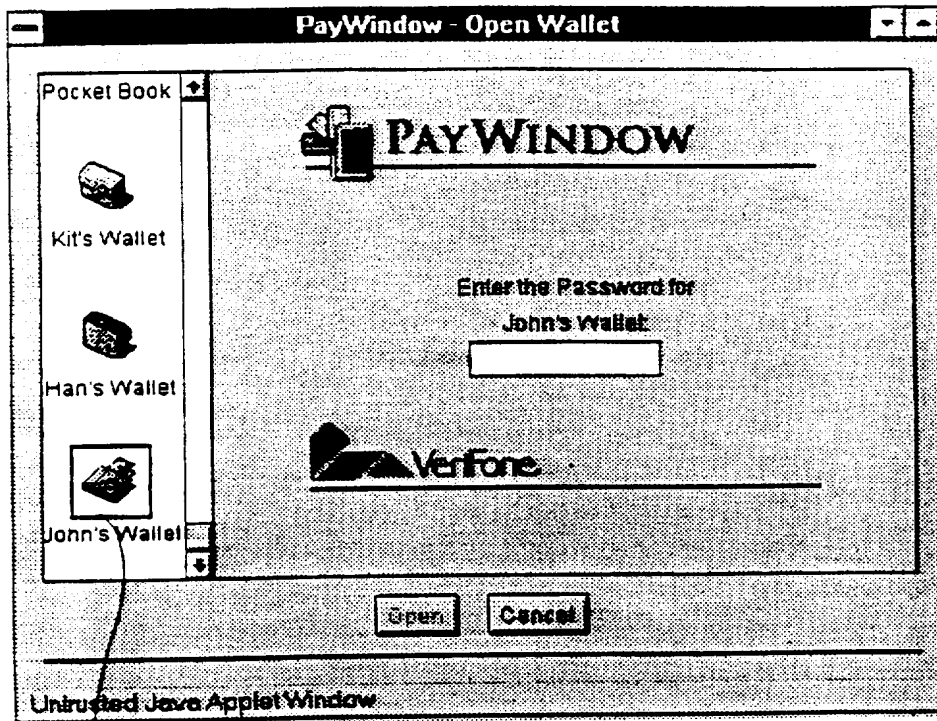 PayWindow - Open Wallet
Pocket Book
Kit's Wallet
Han's Wallet
John's Wallet
PAYWINDOW
Enter the Password for
John's Wallet:
VeriFone
Open
Cancel
Untrusted Java Applet Window